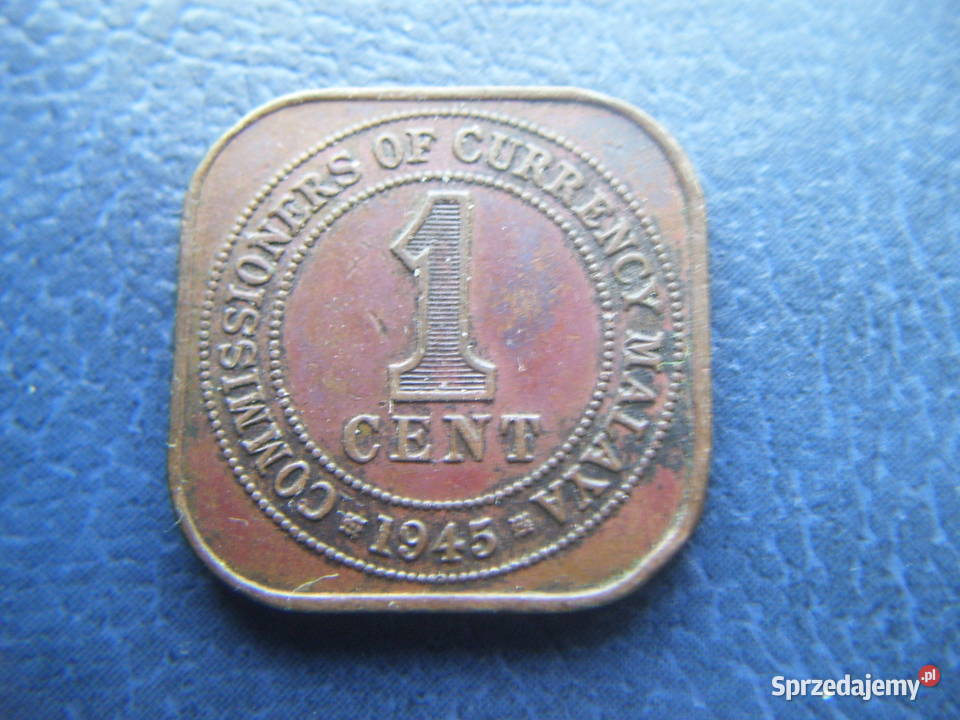 COMMISSIONERS OF CURRENCY MALAYA
1
CENT
1945
Sprzedajemy.pl